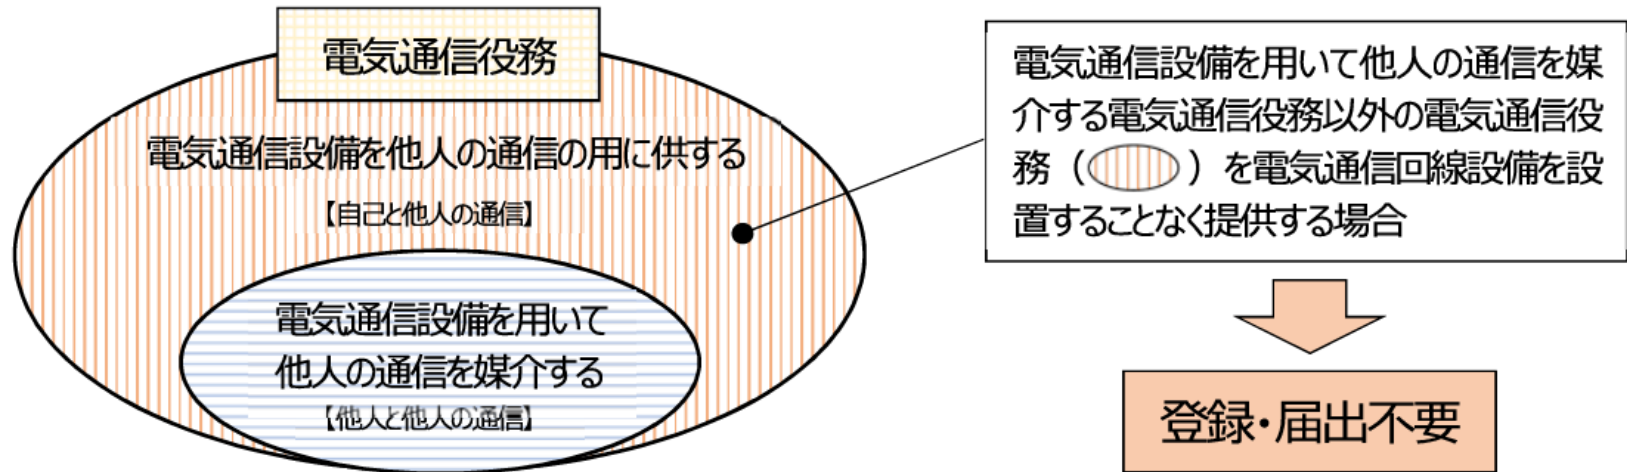 電気通信役務
電気通信設備を他人の通信の用に供する
【自己と他人の通信】
電気通信設備を用いて
他人の通信を媒介する
【他人と他人の通信】
電気通信設備を用いて他人の通信を媒
介する電気通信役務以外の電気通信役
務（　　）を電気通信回線設備を設
置することなく提供する場合
登録・届出不要